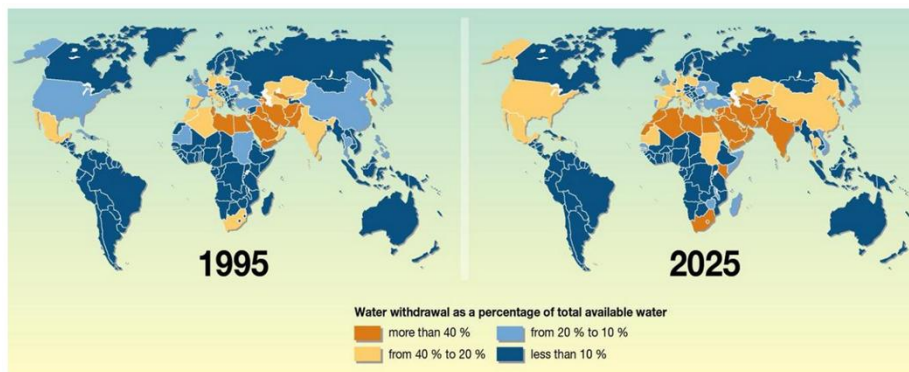 1995
2025
Water withdrawal as a percentage of total available water
more than 40 %
from 20 % to 10 %
from 40 % to 20 %
less than 10 %